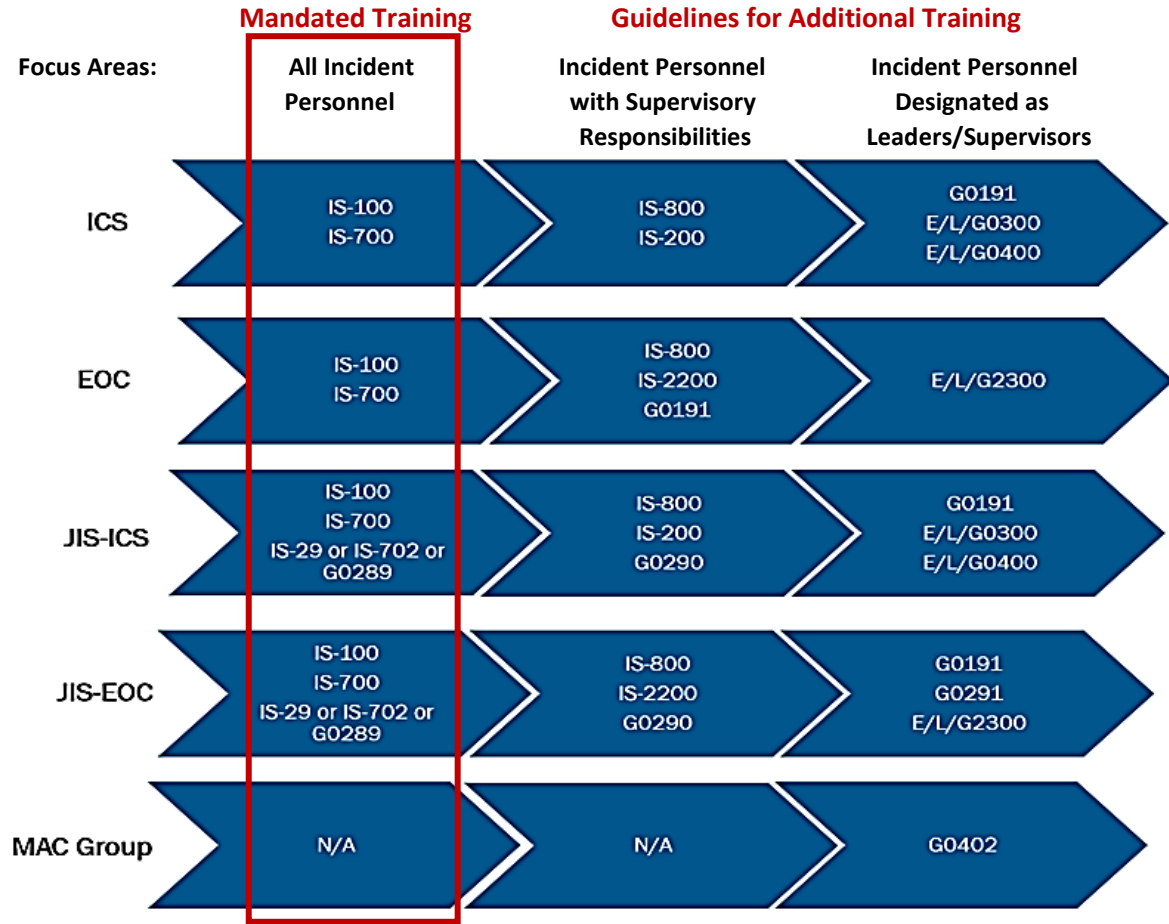 Mandated Training
Guidelines for Additional Training
Focus Areas:
All Incident
Personnel
Incident Personnel
with Supervisory
Responsibilities
Incident Personnel
Designated as
Leaders/Supervisors
ICS
IS-100
IS-700
IS-800
IS-200
G0191
E/L/G0300
E/L/G0400
EOC
IS-100
IS-700
IS-800
IS-2200
G0191
E/L/G2300
JIS-ICS
IS-100
IS-700
IS-29 or IS-702 or
G0289
IS-800
IS-200
G0290
G0191
E/L/G0300
E/L/G0400
JIS-EOC
IS-100
IS-700
IS-29 or IS-702 or
G0289
IS-800
IS-2200
G0290
G0191
G0291
E/L/G2300
MAC Group
N/A
N/A
G0402